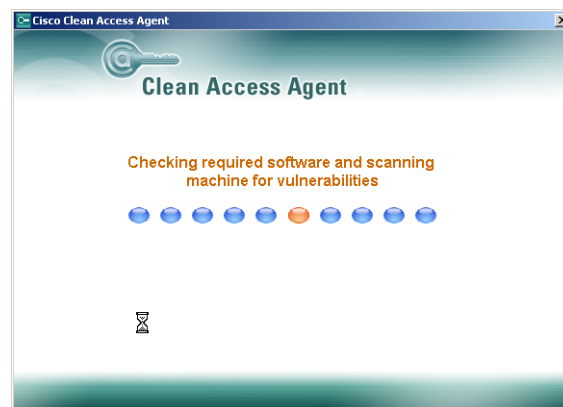 Cisco Clean Access Agent
Clean Access Agent
Checking required software and scanning
machine for vulnerabilities